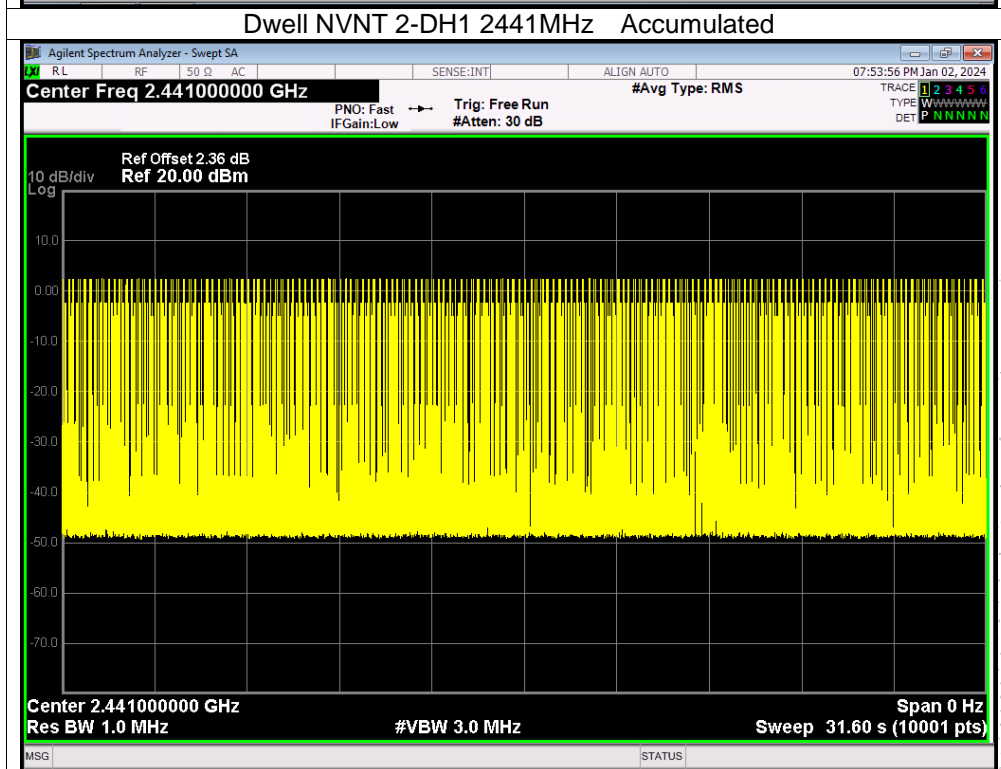 Dwell NVNT 2-DH1 2441MHz Accumulated
Agilent Spectrum Analyzer - Swept SA
LXI RL RF 50 Ω AC SENSE:INT ALIGN AUTO 07:53:56 PM Jan 02, 2024
Center Freq 2.441000000 GHz #Avg Type: RMS TRACE 1 2 3 4 5 6
PNO: Fast Trig: Free Run TYPE WWWWWW
IFGain:Low #Atten: 30 dB DET P N N N N N
Ref Offset 2.36 dB
10 dB/div Ref 20.00 dBm
Log
10.0
0.00
-10.0
-20.0
-30.0
-40.0
-50.0
-60.0
-70.0
Center 2.441000000 GHz Span 0 Hz
Res BW 1.0 MHz #VBW 3.0 MHz Sweep 31.60 s (10001 pts)
MSG STATUS